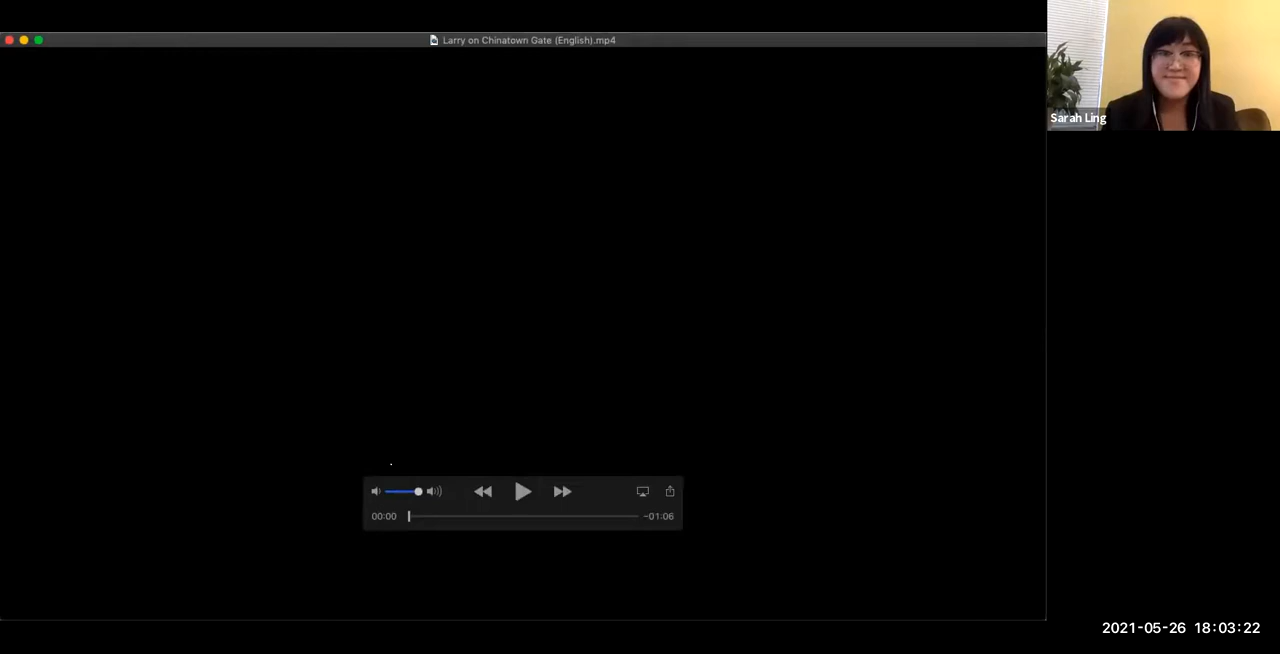 Larry on Chinatown Gate (English).mp4
Sarah Ling
00:00
-01:06
2021-05-26 18:03:22